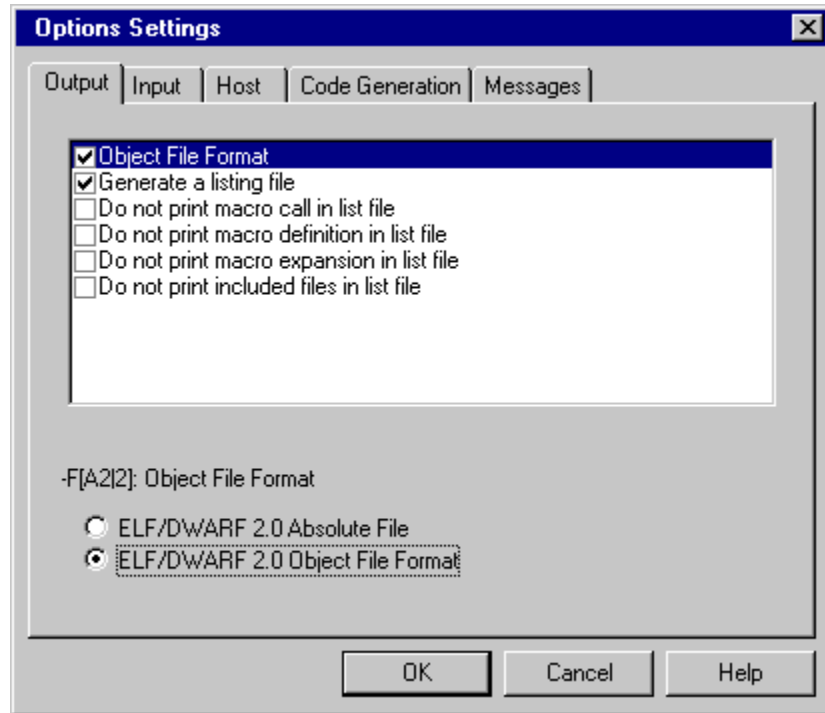 Options Settings
Output Input Host Code Generation Messages
Object File Format
Generate a listing file
Do not print macro call in list file
Do not print macro definition in list file
Do not print macro expansion in list file
Do not print included files in list file
-F[A2|2]: Object File Format
ELF/DWARF 2.0 Absolute File
ELF/DWARF 2.0 Object File Format
OK Cancel Help